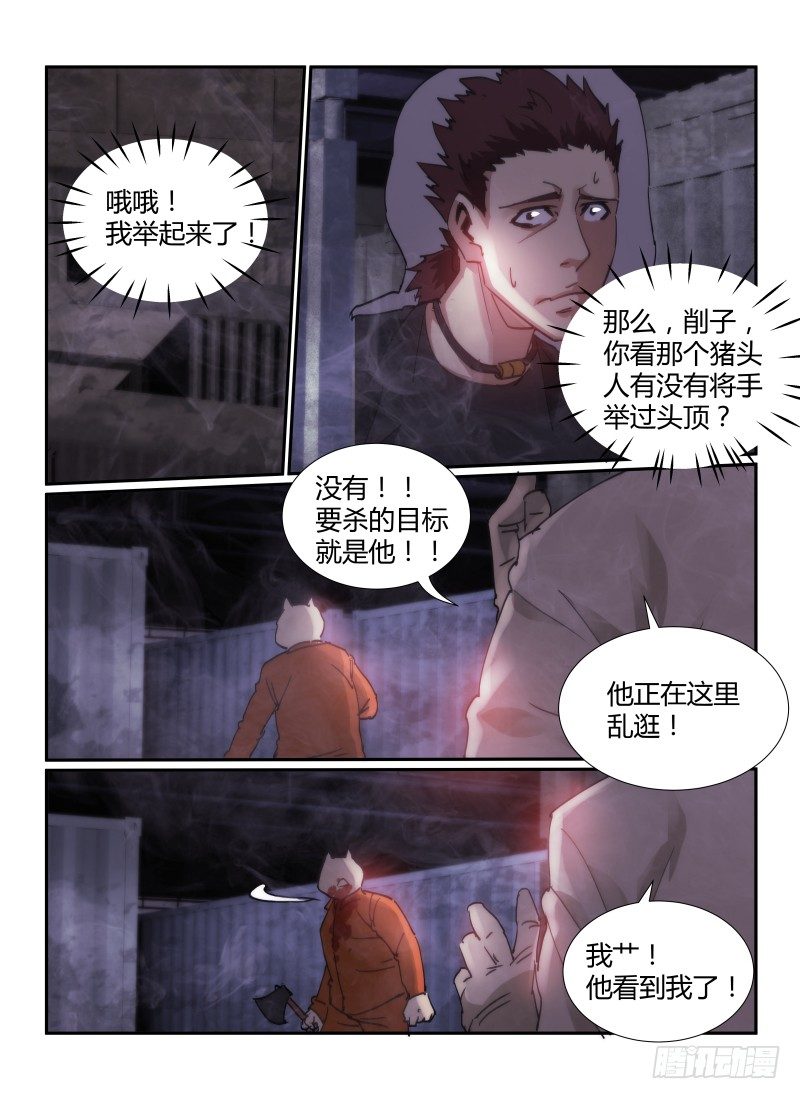 哦哦！
我举起来了！
那么，削子，
你看那个猪头
人有没有将手
举过头顶？
没有！！
要杀的目标
就是他！！
他正在这里
乱逛！
我艹！
他看到我了！
腾讯动漫